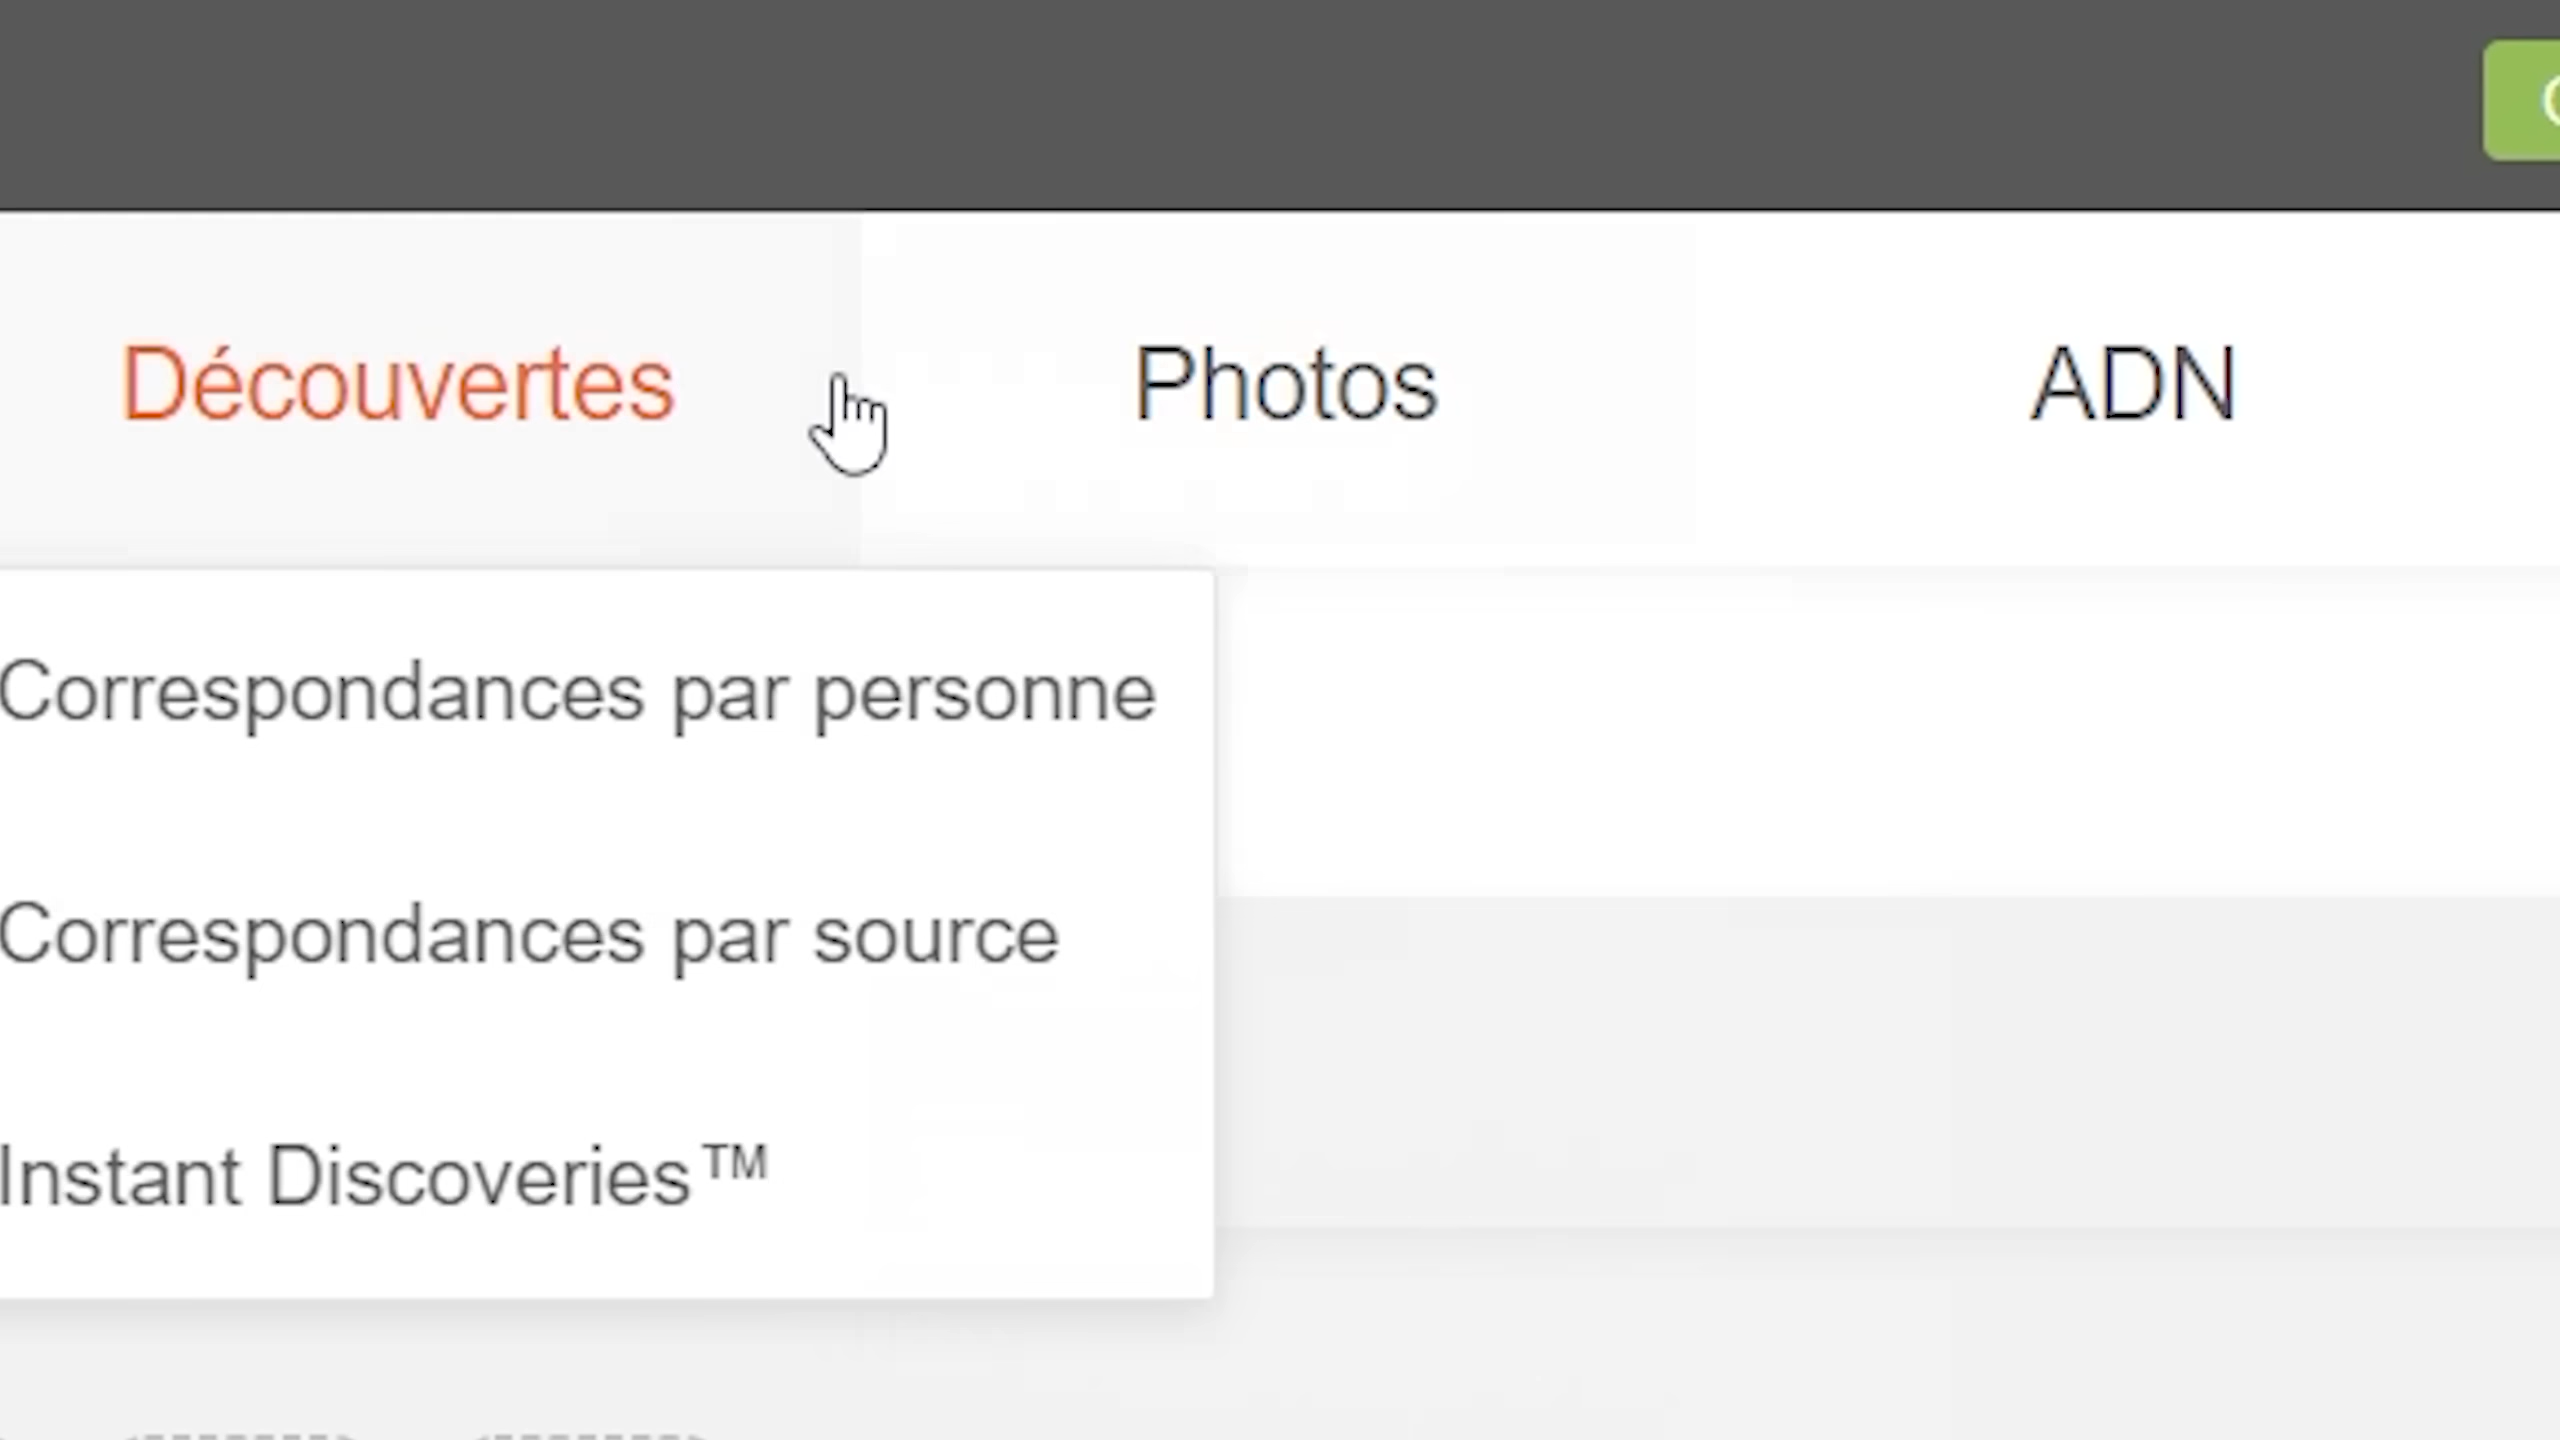 Découvertes Photos ADN
Correspondances par personne
Correspondances par source
Instant Discoveries™